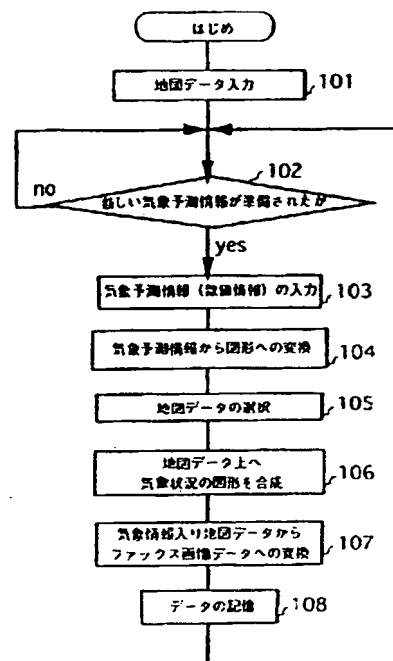 はじめ
地図データ入力
101
102
新しい気象予測情報が準備されたか
no
yes
気象予測情報(数値情報)の入力
103
気象予測情報から図形への変換
104
地図データの選択
105
地図データ上へ
気象状況の図形を合成
106
気象情報入り地図データから
ファックス画像データへの変換
107
データの記憶
108